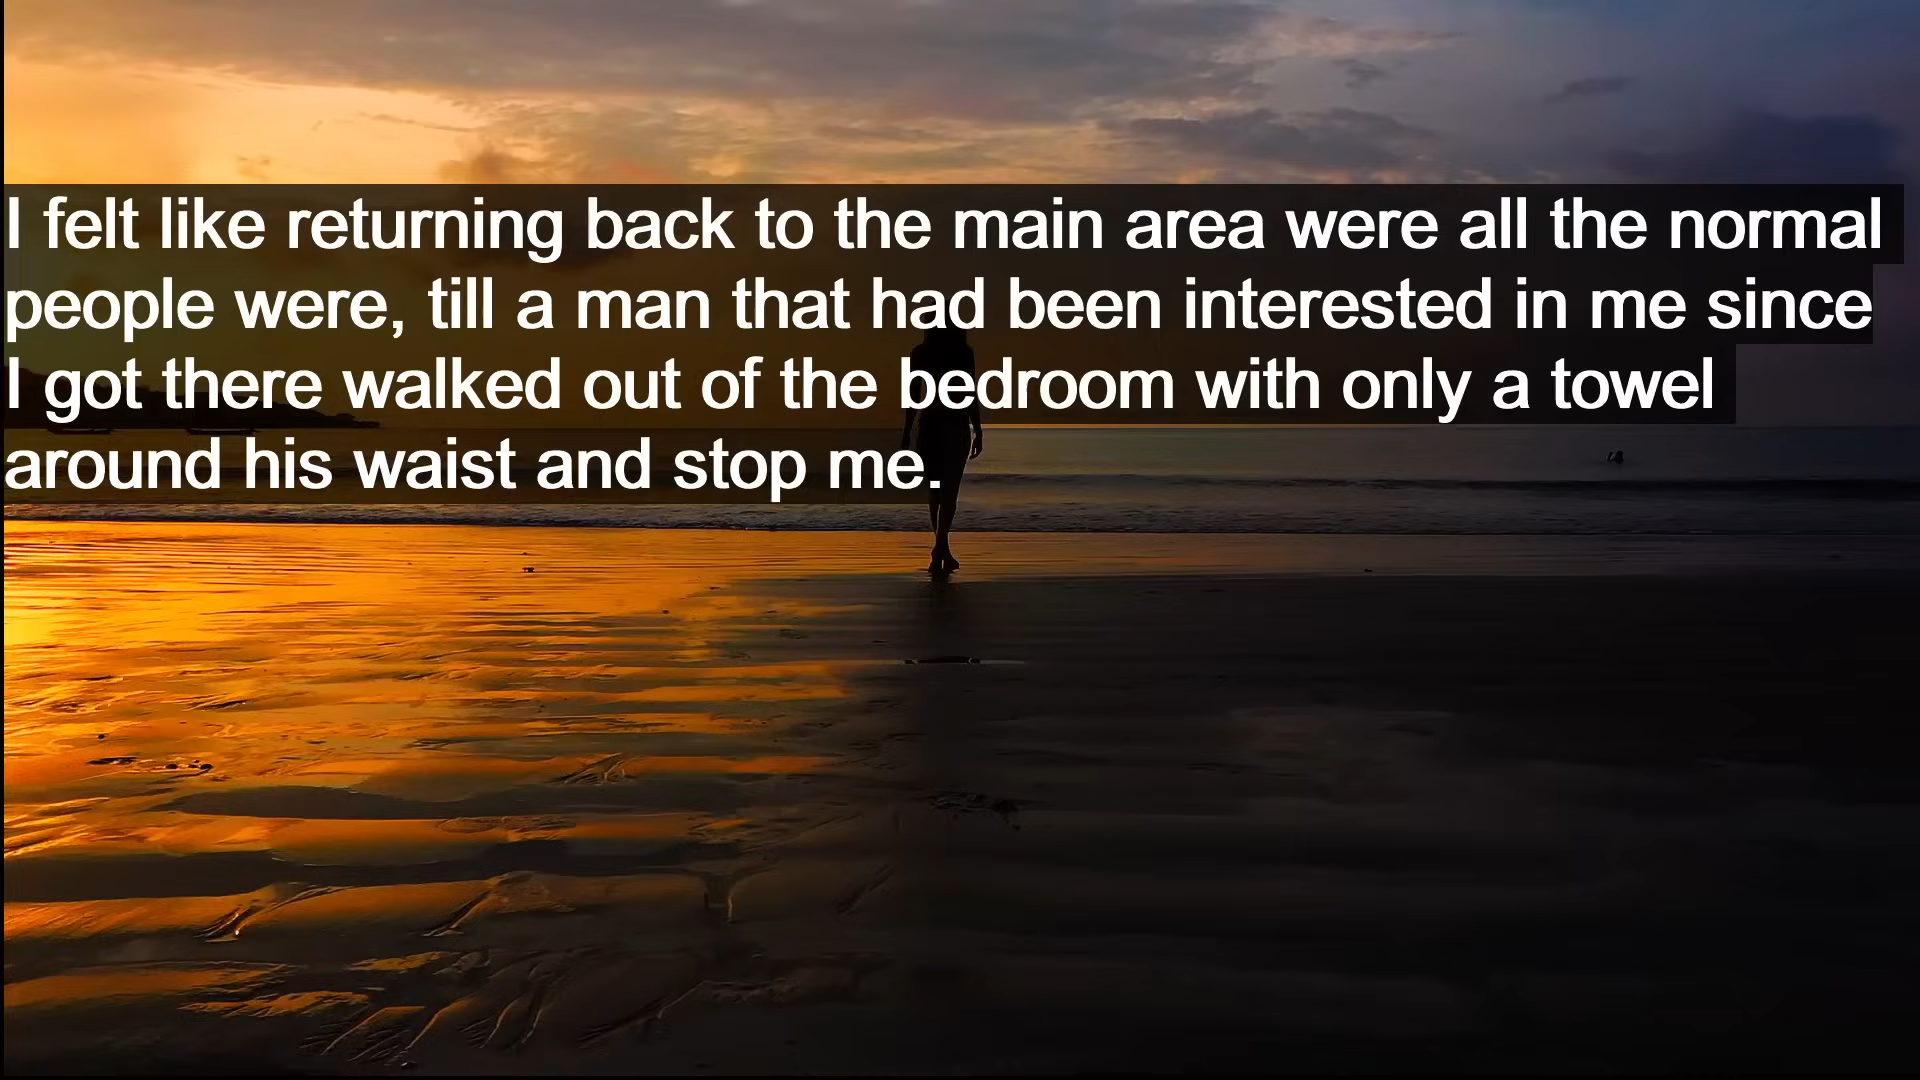 I felt like returning back to the main area were all the normal
people were, till a man that had been interested in me since
I got there walked out of the bedroom with only a towel
around his waist and stop me.